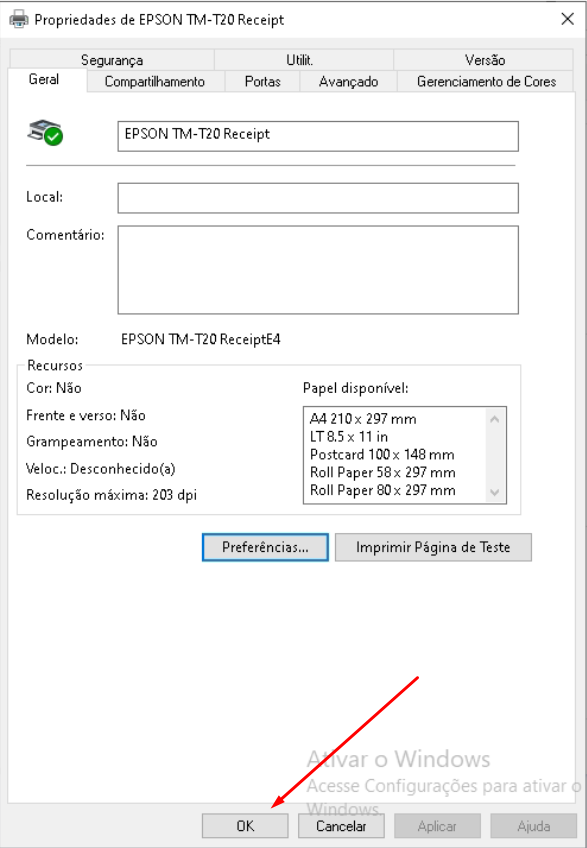 Propriedades de EPSON TM-T20 Receipt
Segurança Utilit. Versão
Geral Compartilhamento Portas Avançado Gerenciamento de Cores
EPSON TM-T20 Receipt
Local:
Comentário:
Modelo: EPSON TM-T20 ReceiptE4
Recursos
Cor: Não
Frente e verso: Não
Grampeamento: Não
Veloc.: Desconhecido(a)
Resolução máxima: 203 dpi
Papel disponível:
A4 210 x 297 mm
LT 8.5 x 11 in
Postcard 100 x 148 mm
Roll Paper 58 x 297 mm
Roll Paper 80 x 297 mm
Preferências... Imprimir Página de Teste
Ativar o Windows
Acesse Configurações para ativar o
Windows.
OK Cancelar Aplicar Ajuda